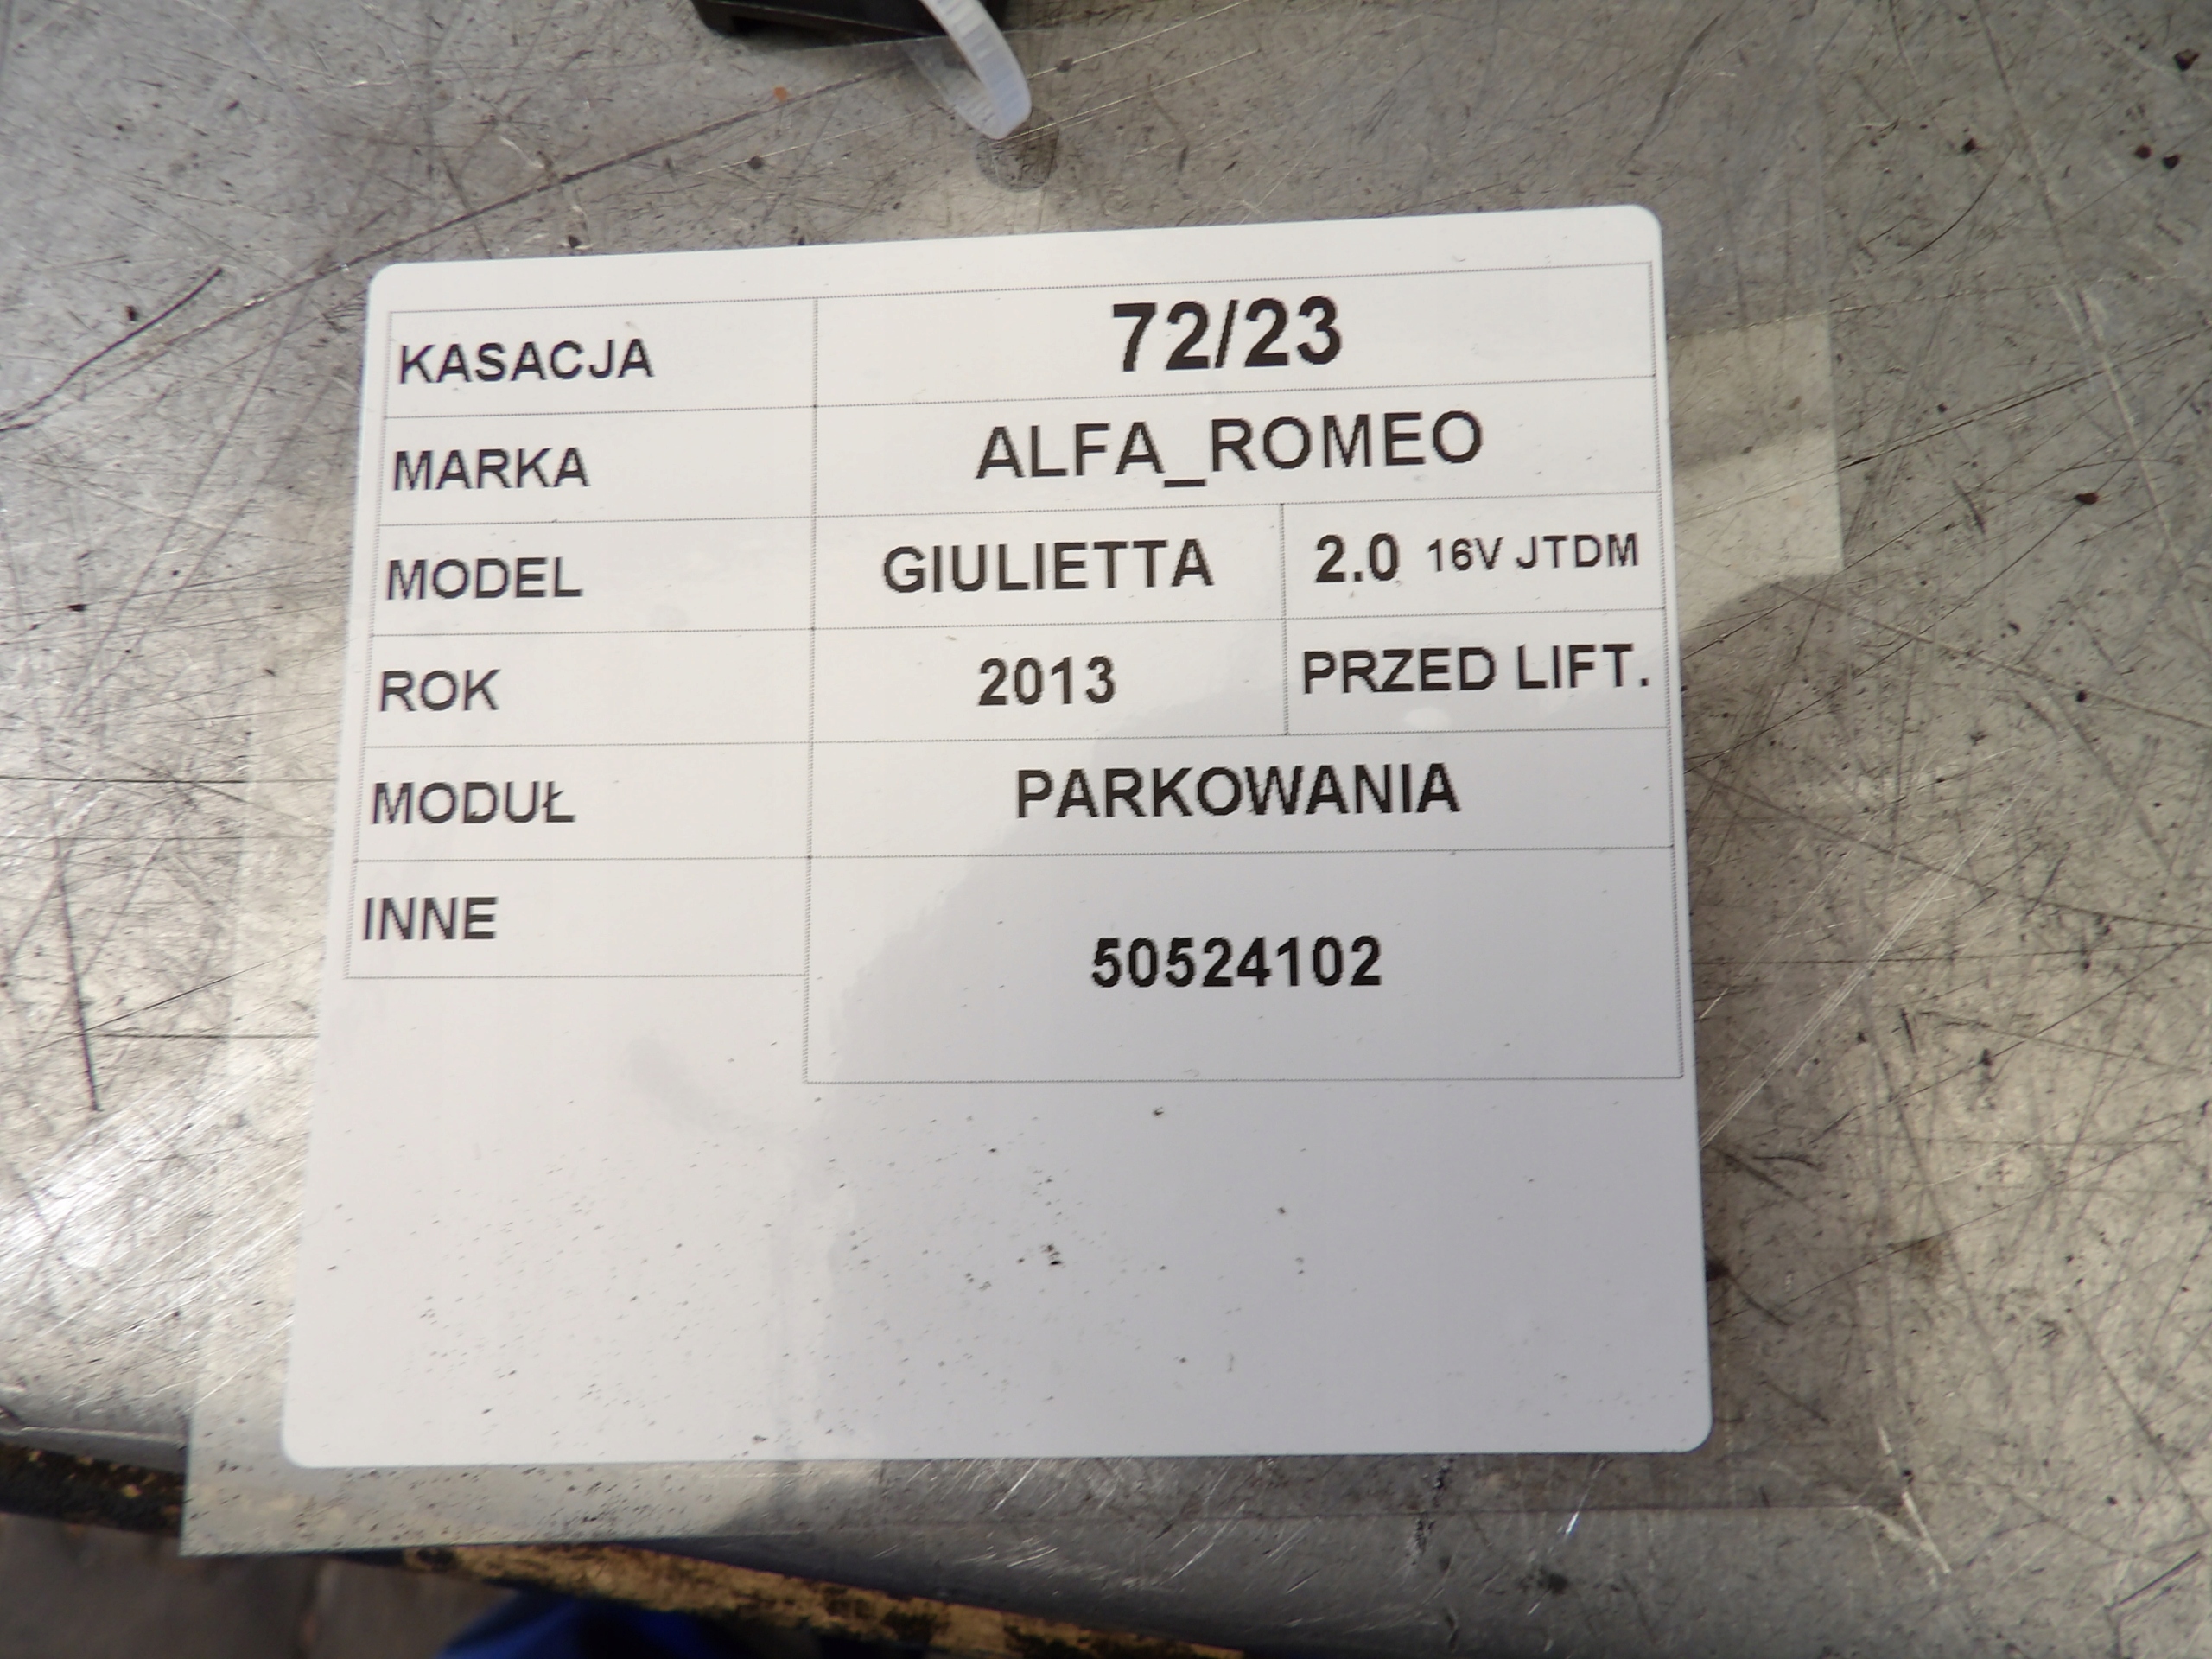 KASACJA 72/23
MARKA ALFA_ROMEO
MODEL GIULIETTA 2.0 16V JTDM
ROK 2013 PRZED LIFT.
MODUŁ PARKOWANIA
INNE 50524102